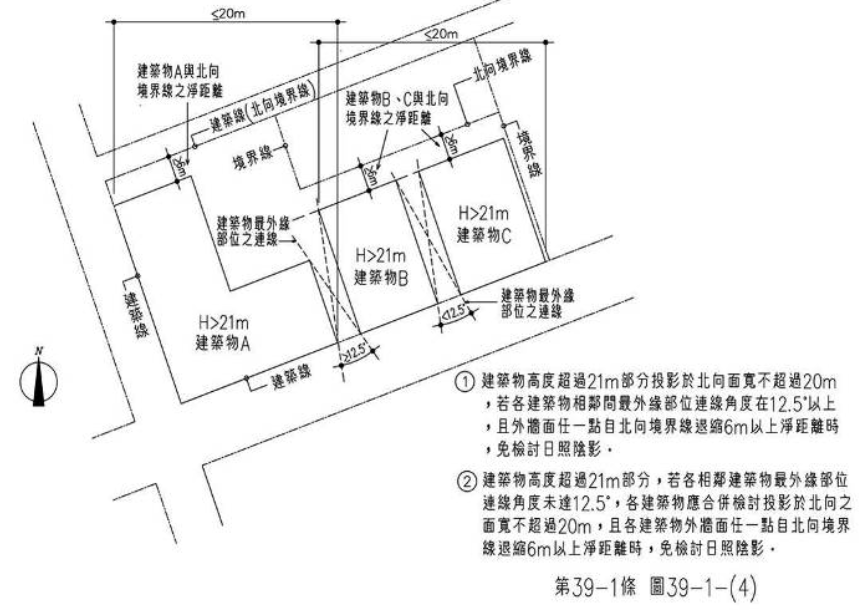 ≤20m
≤20m
建築物A與北向
境界線之淨距離
建築線(北向境界線)
建築物B、C與北向
境界線之淨距離
北向境界線
境界線
境界線
≥6m
≥6m
≥6m
建築物最外緣
部位之連線
H>21m
建築物C
H>21m
建築物B
建築線
H>21m
建築物A
建築物最外緣
部位之連線
<12.5°
≥12.5°
建築線
N
① 建築物高度超過21m部分投影於北向面寬不超過20m
，若各建築物相鄰間最外緣部位連線角度在12.5°以上
，且外牆面任一點自北向境界線退縮6m以上淨距離時
，免檢討日照陰影。
② 建築物高度超過21m部分，若各相鄰建築物最外緣部位
連線角度未達12.5°，各建築物應合併檢討投影於北向之
面寬不超過20m，且各建築物外牆面任一點自北向境界
線退縮6m以上淨距離時，免檢討日照陰影。
第39-1條 圖39-1-(4)